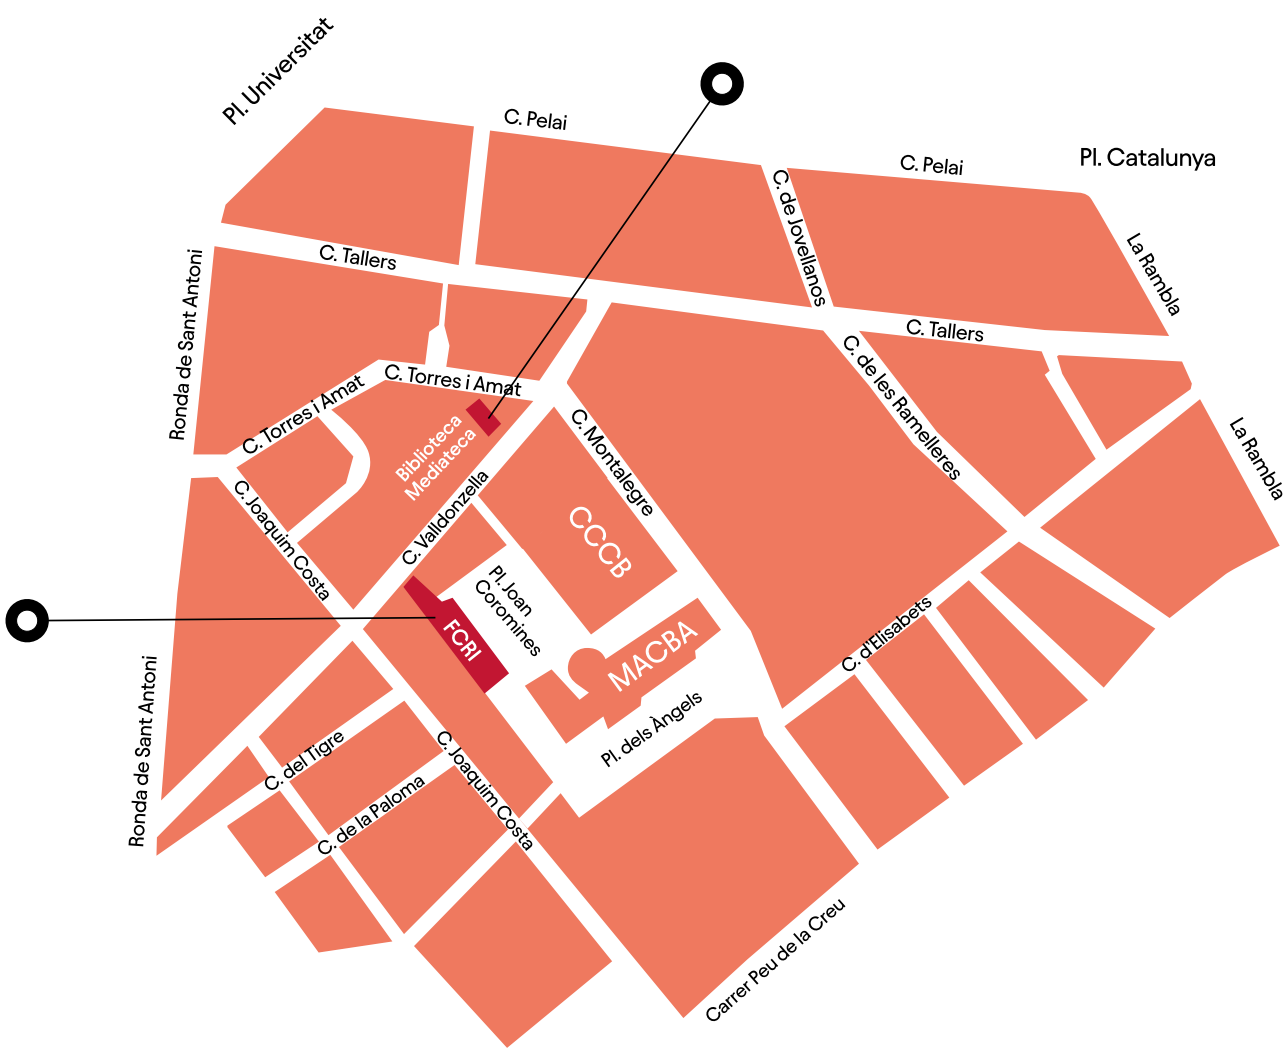 Pl. Universitat
C. Pelai
C. Pelai
Pl. Catalunya
C. de Jovellanos
La Rambla
C. Tallers
C. Tallers
Ronda de Sant Antoni
C. Torres i Amat
C. Torres i Amat
C. de les Ramelleres
La Rambla
Biblioteca
Mediateca
C. Montalegre
C. Valldonzella
C. Joaquim Costa
CCCB
Pl. Joan
Coromines
FCRI
MACBA
C. d'Elisabets
Pl. dels Àngels
Ronda de Sant Antoni
C. del Tigre
C. de la Paloma
C. Joaquim Costa
Carrer Peu de la Creu